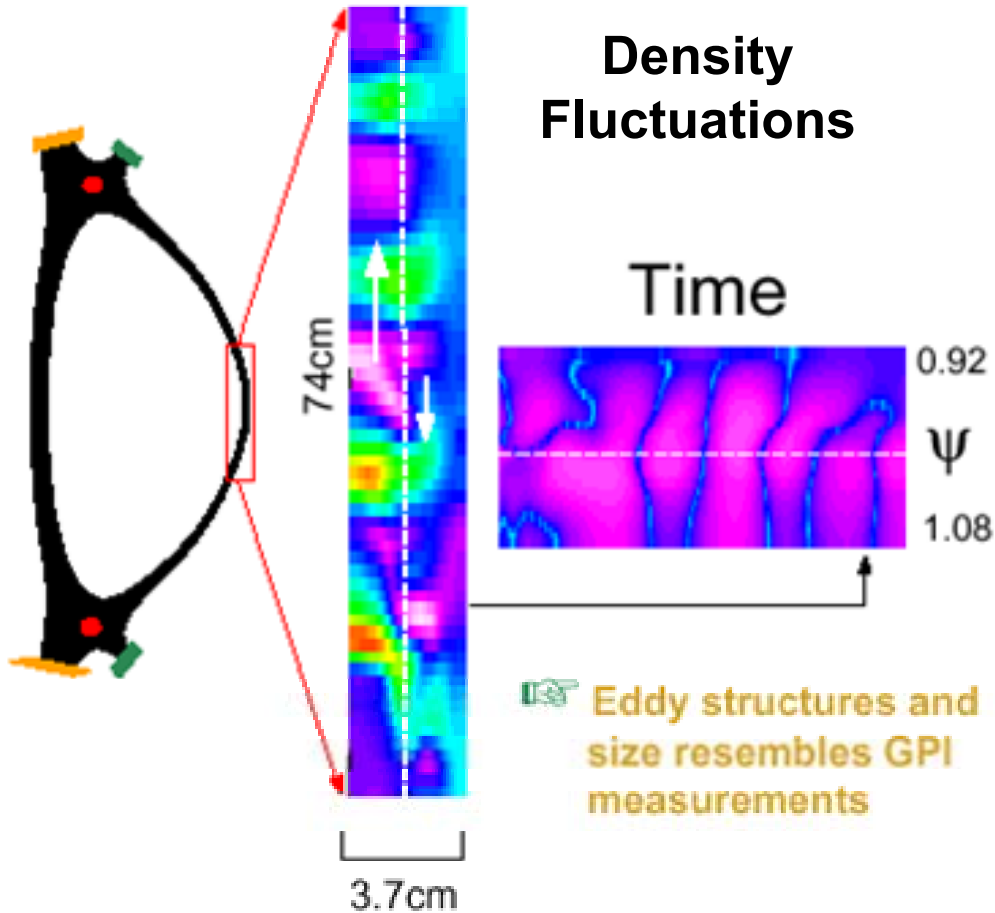 Density
Fluctuations
74cm
Time
0.92
ψ
1.08
Eddy structures and
size resembles GPI
measurements
3.7cm